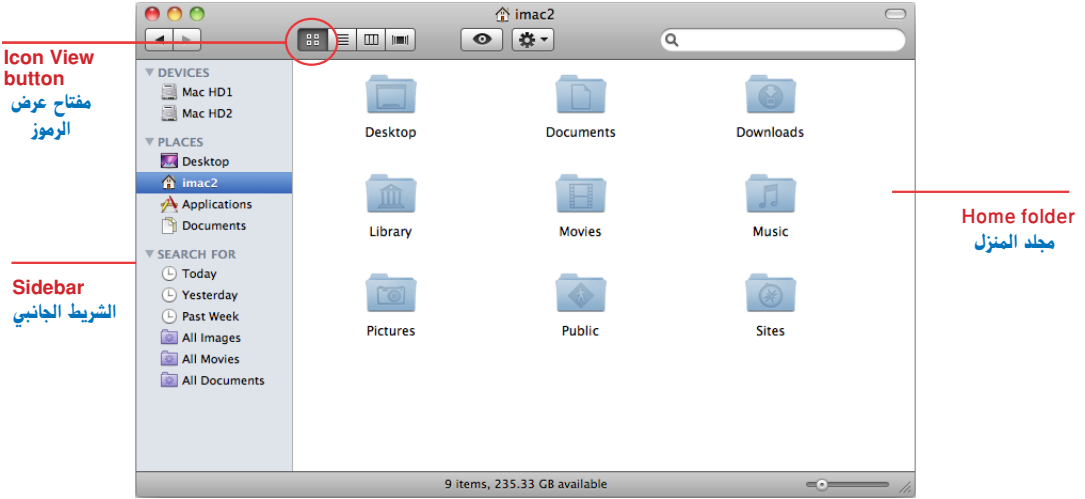 imac2
Icon View
button
مفتاح عرض
الرموز
DEVICES
Mac HD1
Mac HD2
PLACES
Desktop
imac2
Applications
Documents
SEARCH FOR
Today
Yesterday
Past Week
All Images
All Movies
All Documents
Sidebar
الشريط الجانبي
Desktop
Documents
Downloads
Library
Movies
Music
Pictures
Public
Sites
Home folder
مجلد المنزل
9 items, 235.33 GB available